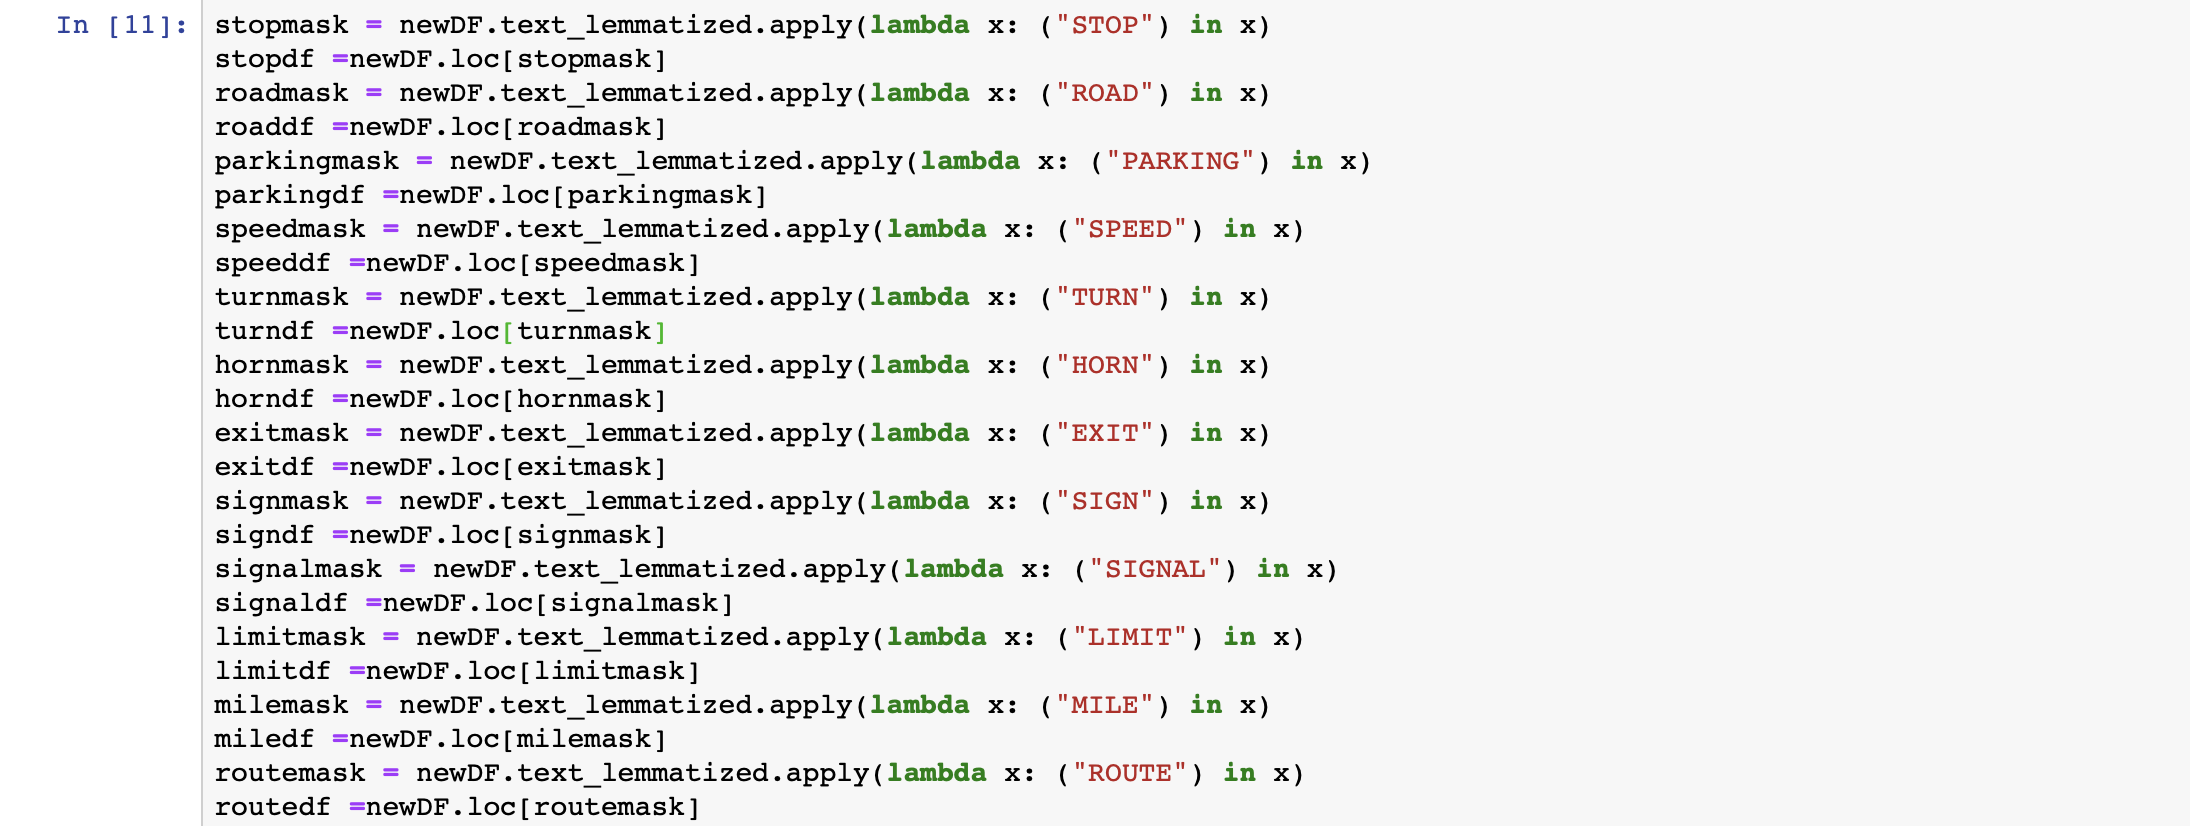 In [11]: stopmask = newDF.text_lemmatized.apply(lambda x: ("STOP") in x)
stopdf =newDF.loc[stopmask]
roadmask = newDF.text_lemmatized.apply(lambda x: ("ROAD") in x)
roaddf =newDF.loc[roadmask]
parkingmask = newDF.text_lemmatized.apply(lambda x: ("PARKING") in x)
parkingdf =newDF.loc[parkingmask]
speedmask = newDF.text_lemmatized.apply(lambda x: ("SPEED") in x)
speeddf =newDF.loc[speedmask]
turnmask = newDF.text_lemmatized.apply(lambda x: ("TURN") in x)
turndf =newDF.loc[turnmask]
hornmask = newDF.text_lemmatized.apply(lambda x: ("HORN") in x)
horndf =newDF.loc[hornmask]
exitmask = newDF.text_lemmatized.apply(lambda x: ("EXIT") in x)
exitdf =newDF.loc[exitmask]
signmask = newDF.text_lemmatized.apply(lambda x: ("SIGN") in x)
signdf =newDF.loc[signmask]
signalmask = newDF.text_lemmatized.apply(lambda x: ("SIGNAL") in x)
signaldf =newDF.loc[signalmask]
limitmask = newDF.text_lemmatized.apply(lambda x: ("LIMIT") in x)
limitdf =newDF.loc[limitmask]
milemask = newDF.text_lemmatized.apply(lambda x: ("MILE") in x)
miledf =newDF.loc[milemask]
routemask = newDF.text_lemmatized.apply(lambda x: ("ROUTE") in x)
routedf =newDF.loc[routemask]